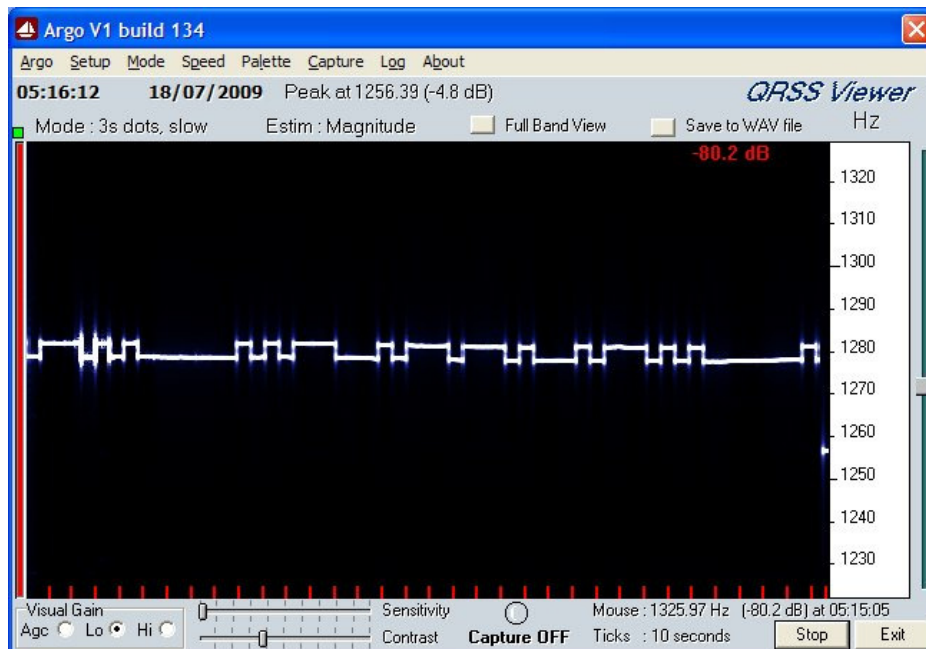 Argo V1 build 134
Argo Setup Mode Speed Palette Capture Log About
05:16:12 18/07/2009 Peak at 1256.39 (-4.8 dB) QRSS Viewer
Mode : 3s dots, slow Estim : Magnitude Full Band View Save to WAV file Hz
-80.2 dB
1320
1310
1300
1290
1280
1270
1260
1250
1240
1230
Visual Gain Sensitivity Mouse : 1325.97 Hz (-80.2 dB) at 05:15:05
Agc Lo Hi Contrast Capture OFF Ticks : 10 seconds Stop Exit